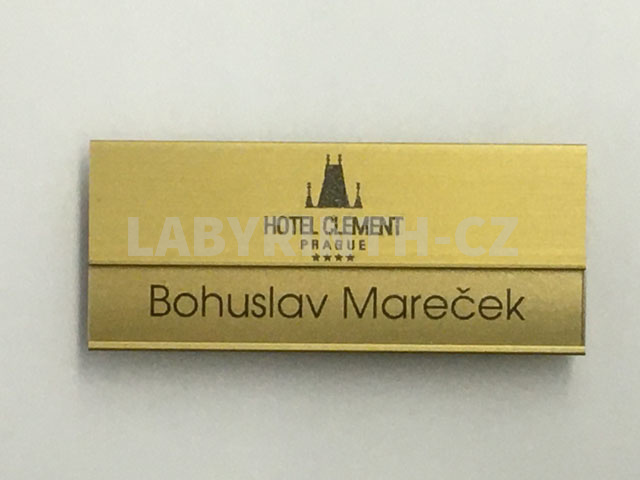 HOTEL CLEMENT
LABYRINTH-CZ
PRAGUE
★★★★
Bohuslav Mareček